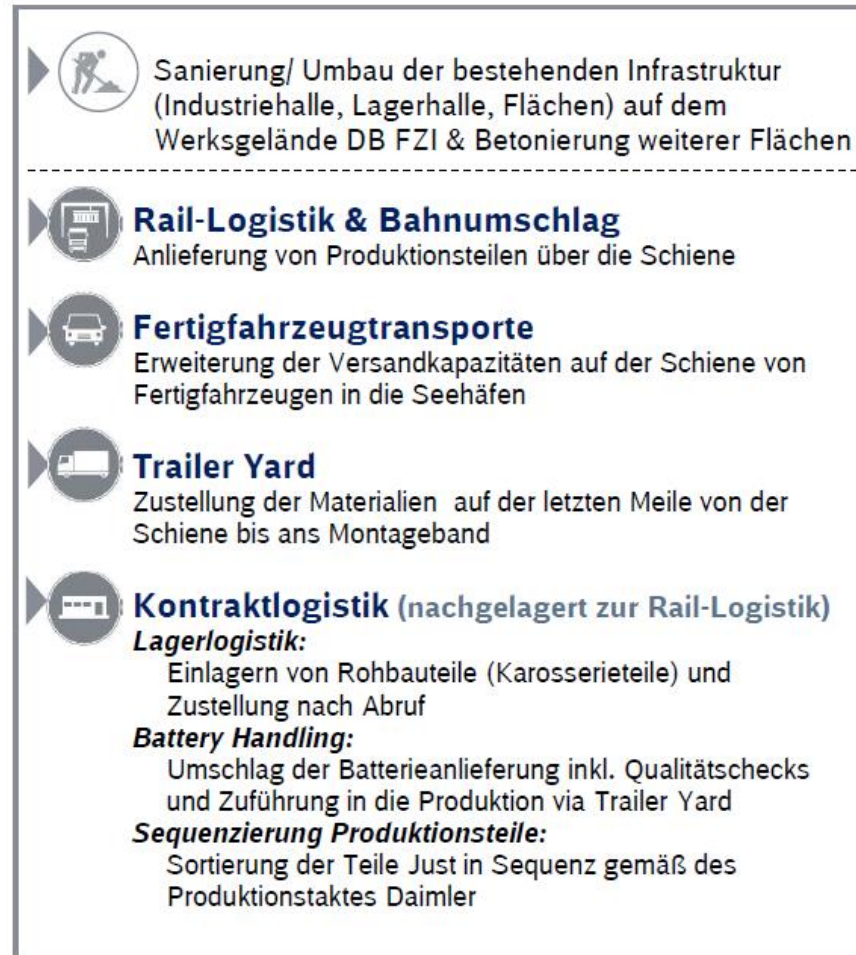 Sanierung/ Umbau der bestehenden Infrastruktur
(Industriehalle, Lagerhalle, Flächen) auf dem
Werksgelände DB FZI & Betonierung weiterer Flächen
Rail-Logistik & Bahnumschlag
Anlieferung von Produktionsteilen über die Schiene
Fertigfahrzeugtransporte
Erweiterung der Versandkapazitäten auf der Schiene von
Fertigfahrzeugen in die Seehäfen
Trailer Yard
Zustellung der Materialien auf der letzten Meile von der
Schiene bis ans Montageband
Kontraktlogistik (nachgelagert zur Rail-Logistik)
Lagerlogistik:
Einlagern von Rohbauteile (Karosserieteile) und
Zustellung nach Abruf
Battery Handling:
Umschlag der Batterieanlieferung inkl. Qualitätschecks
und Zuführung in die Produktion via Trailer Yard
Sequenzierung Produktionsteile:
Sortierung der Teile Just in Sequenz gemäß des
Produktionstaktes Daimler